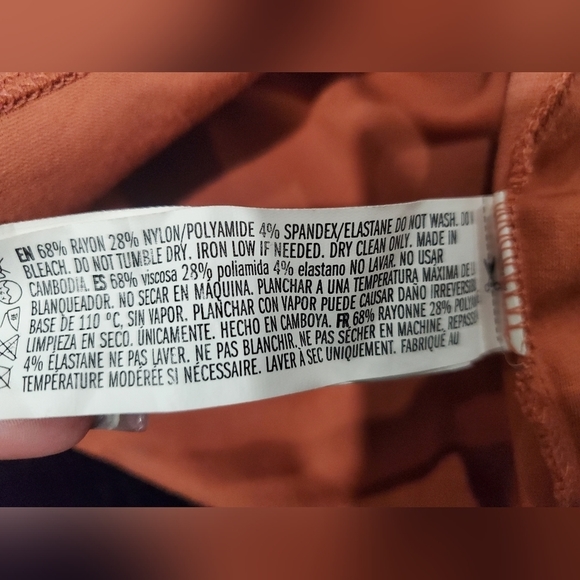 EN 68% RAYON 28% NYLON/POLYAMIDE 4% SPANDEX/ELASTANE DO NOT WASH. DO
BLEACH. DO NOT TUMBLE DRY. IRON LOW IF NEEDED. DRY CLEAN ONLY. MADE IN
CAMBODIA. ES 68% viscosa 28% poliamida 4% elastano NO LAVAR. NO USAR
BLANQUEADOR. NO SECAR EN MAQUINA. PLANCHAR A UNA TEMPERATURA MÁXIMA DE
BASE DE 110 °C, SIN VAPOR. PLANCHAR CON VAPOR PUEDE CAUSAR DAÑO IRREVERSI
LIMPIEZA EN SECO. ÚNICAMENTE. HECHO EN CAMBOYA. FR 68% RAYONNE 28% POLYA
4% ÉLASTANE NE PAS LAVER. NE PAS BLANCHIR. NE PAS SÉCHER EN MACHINE. REPASSER
TEMPÉRATURE MODÉRÉE SI NÉCESSAIRE. LAVER À SEC UNIQUEMENT. FABRIQUÉ AU